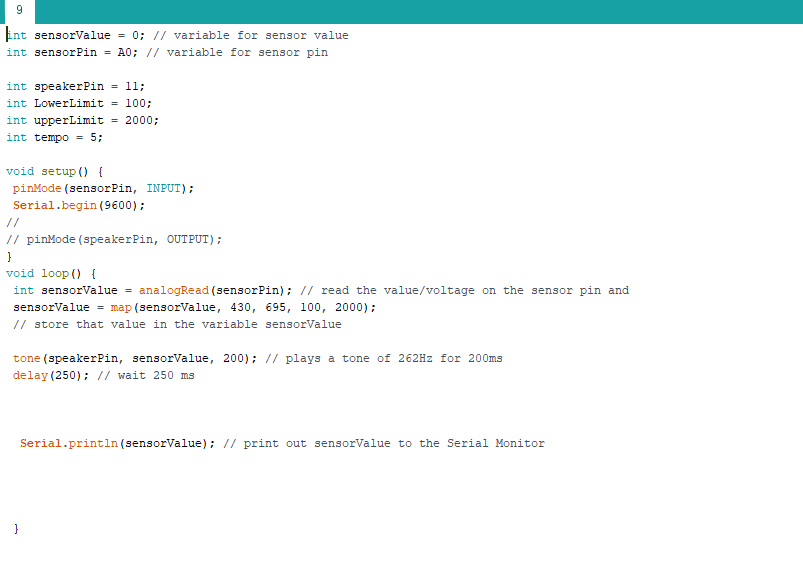 9
int sensorValue = 0; // variable for sensor value
int sensorPin = A0; // variable for sensor pin
int speakerPin = 11;
int LowerLimit = 100;
int upperLimit = 2000;
int tempo = 5;
void setup() {
pinMode(sensorPin, INPUT);
Serial.begin(9600);
//
// pinMode(speakerPin, OUTPUT);
}
void loop() {
int sensorValue = analogRead(sensorPin); // read the value/voltage on the sensor pin and
sensorValue = map(sensorValue, 430, 695, 100, 2000);
// store that value in the variable sensorValue
tone(speakerPin, sensorValue, 200); // plays a tone of 262Hz for 200ms
delay(250); // wait 250 ms
Serial.println(sensorValue); // print out sensorValue to the Serial Monitor
}